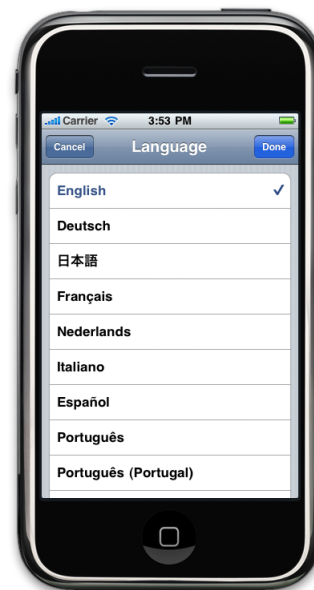 Carrier 3:53 PM
Cancel Language Done
English
Deutsch
日本語
Français
Nederlands
Italiano
Español
Português
Português (Portugal)